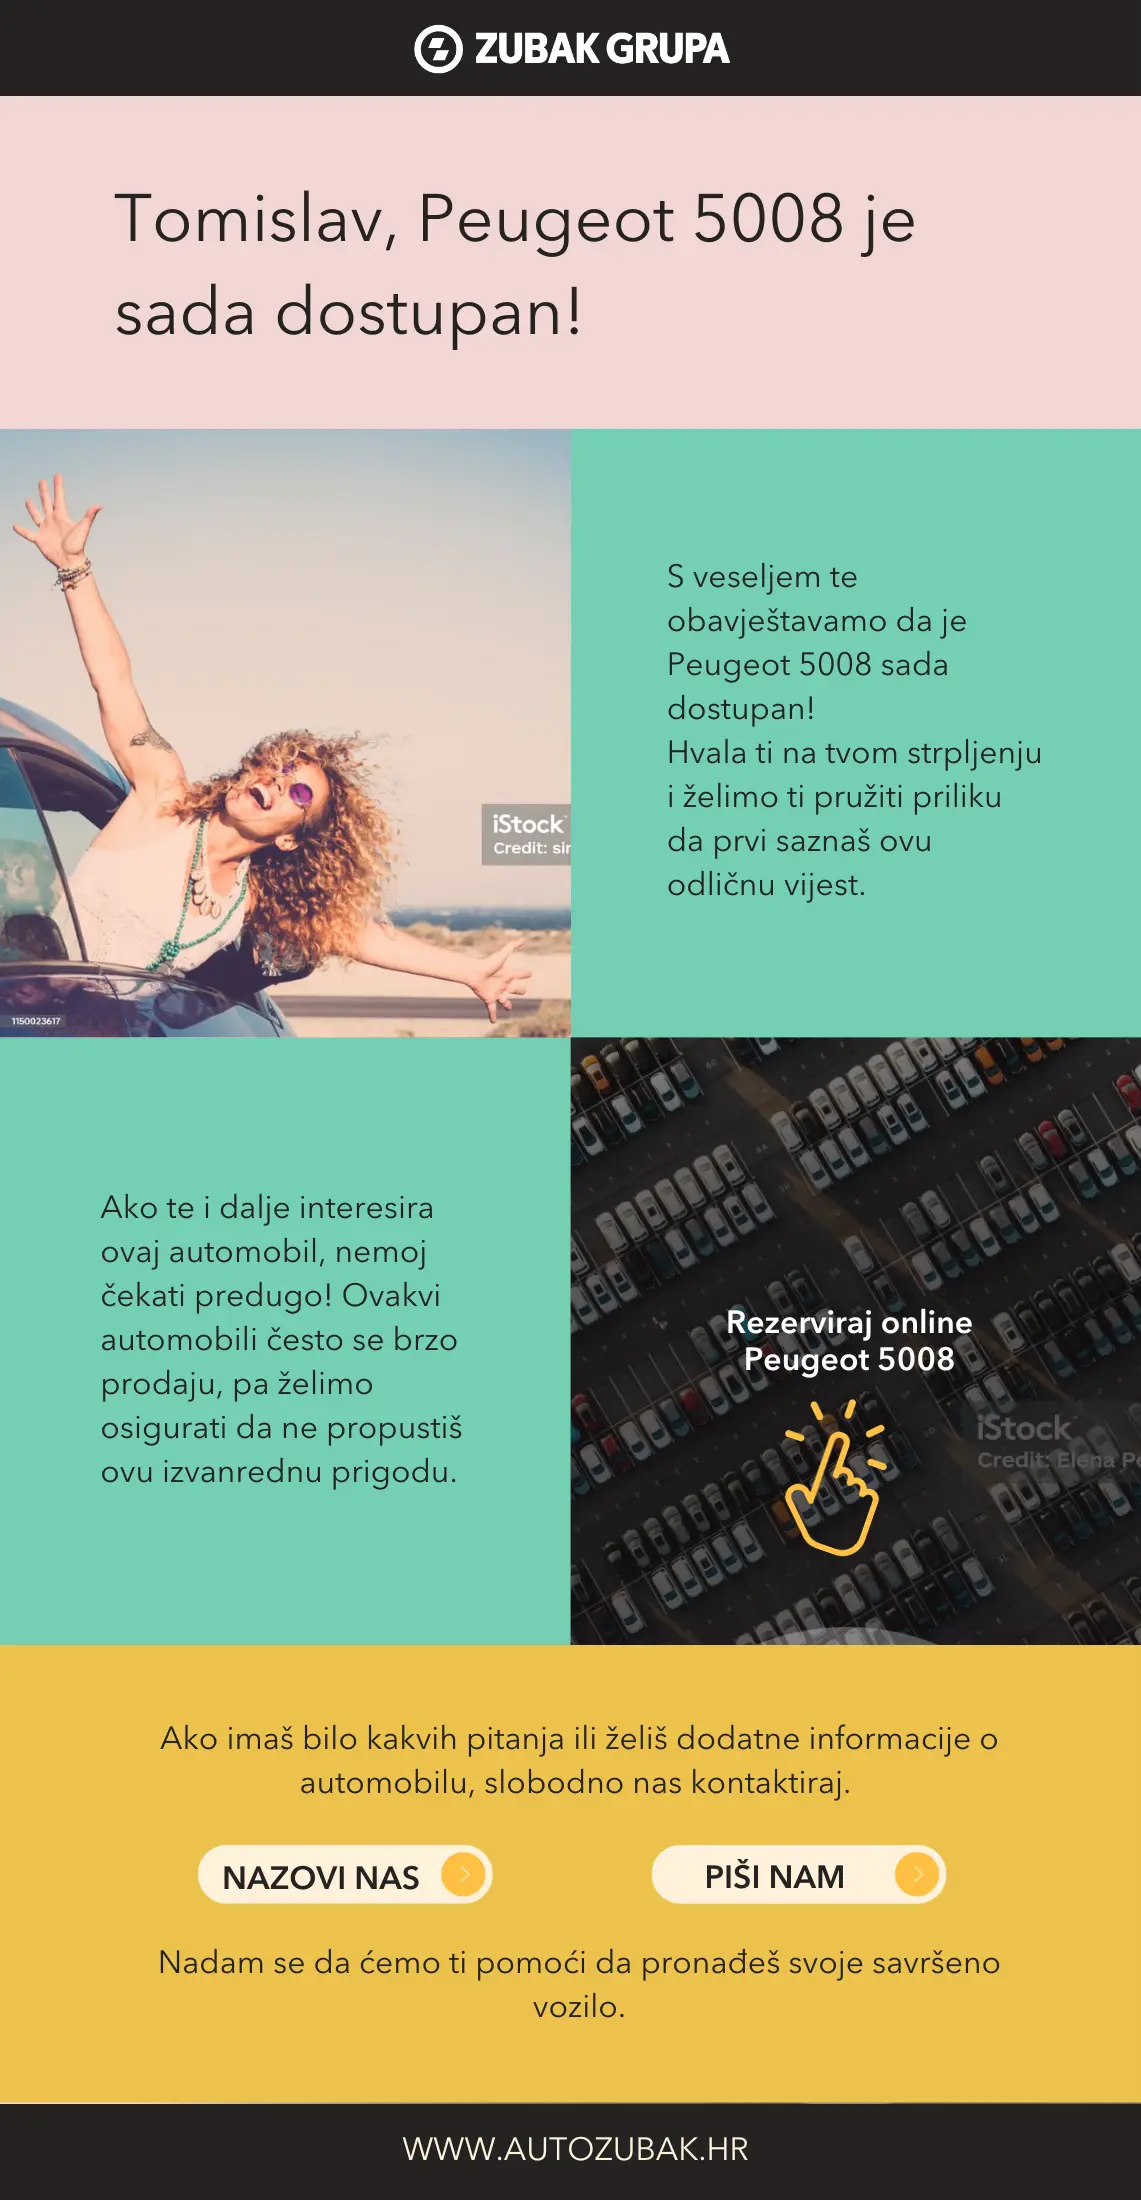 ZUBAK GRUPA
Tomislav, Peugeot 5008 je
sada dostupan!
S veseljem te
obavještavamo da je
Peugeot 5008 sada
dostupan!
Hvala ti na tvom strpljenju
i želimo ti pružiti priliku
da prvi saznaš ovu
odličnu vijest.
iStock
Credit: sir
1150023617
Ako te i dalje interesira
ovaj automobil, nemoj
čekati predugo! Ovakvi
automobili često se brzo
prodaju, pa želimo
osigurati da ne propustiš
ovu izvanrednu prigodu.
Rezerviraj online
Peugeot 5008
iStock
Credit: Elena Pe
Ako imaš bilo kakvih pitanja ili želiš dodatne informacije o
automobilu, slobodno nas kontaktiraj.
NAZOVI NAS
PIŠI NAM
Nadam se da ćemo ti pomoći da pronađeš svoje savršeno
vozilo.
WWW.AUTOZUBAK.HR